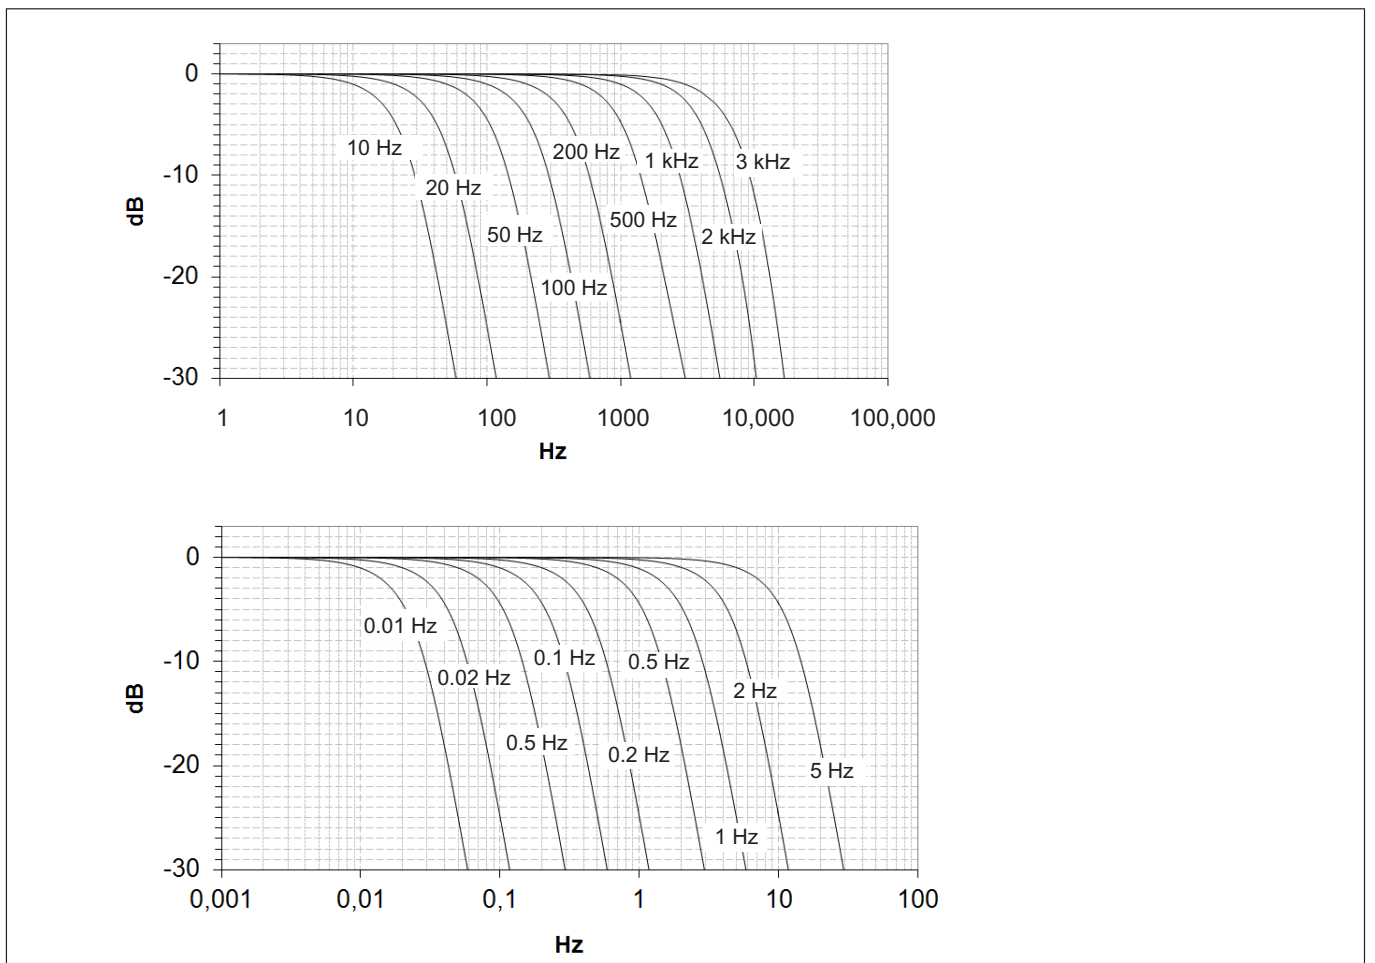 0
-10
-20
-30
dB
10 Hz
20 Hz
50 Hz
100 Hz
200 Hz
500 Hz
1 kHz
2 kHz
3 kHz
1 10 100 1000 10,000 100,000
Hz
0
-10
-20
-30
dB
0.01 Hz
0.02 Hz
0.5 Hz
0.1 Hz
0.2 Hz
0.5 Hz
1 Hz
2 Hz
5 Hz
0,001 0,01 0,1 1 10 100
Hz